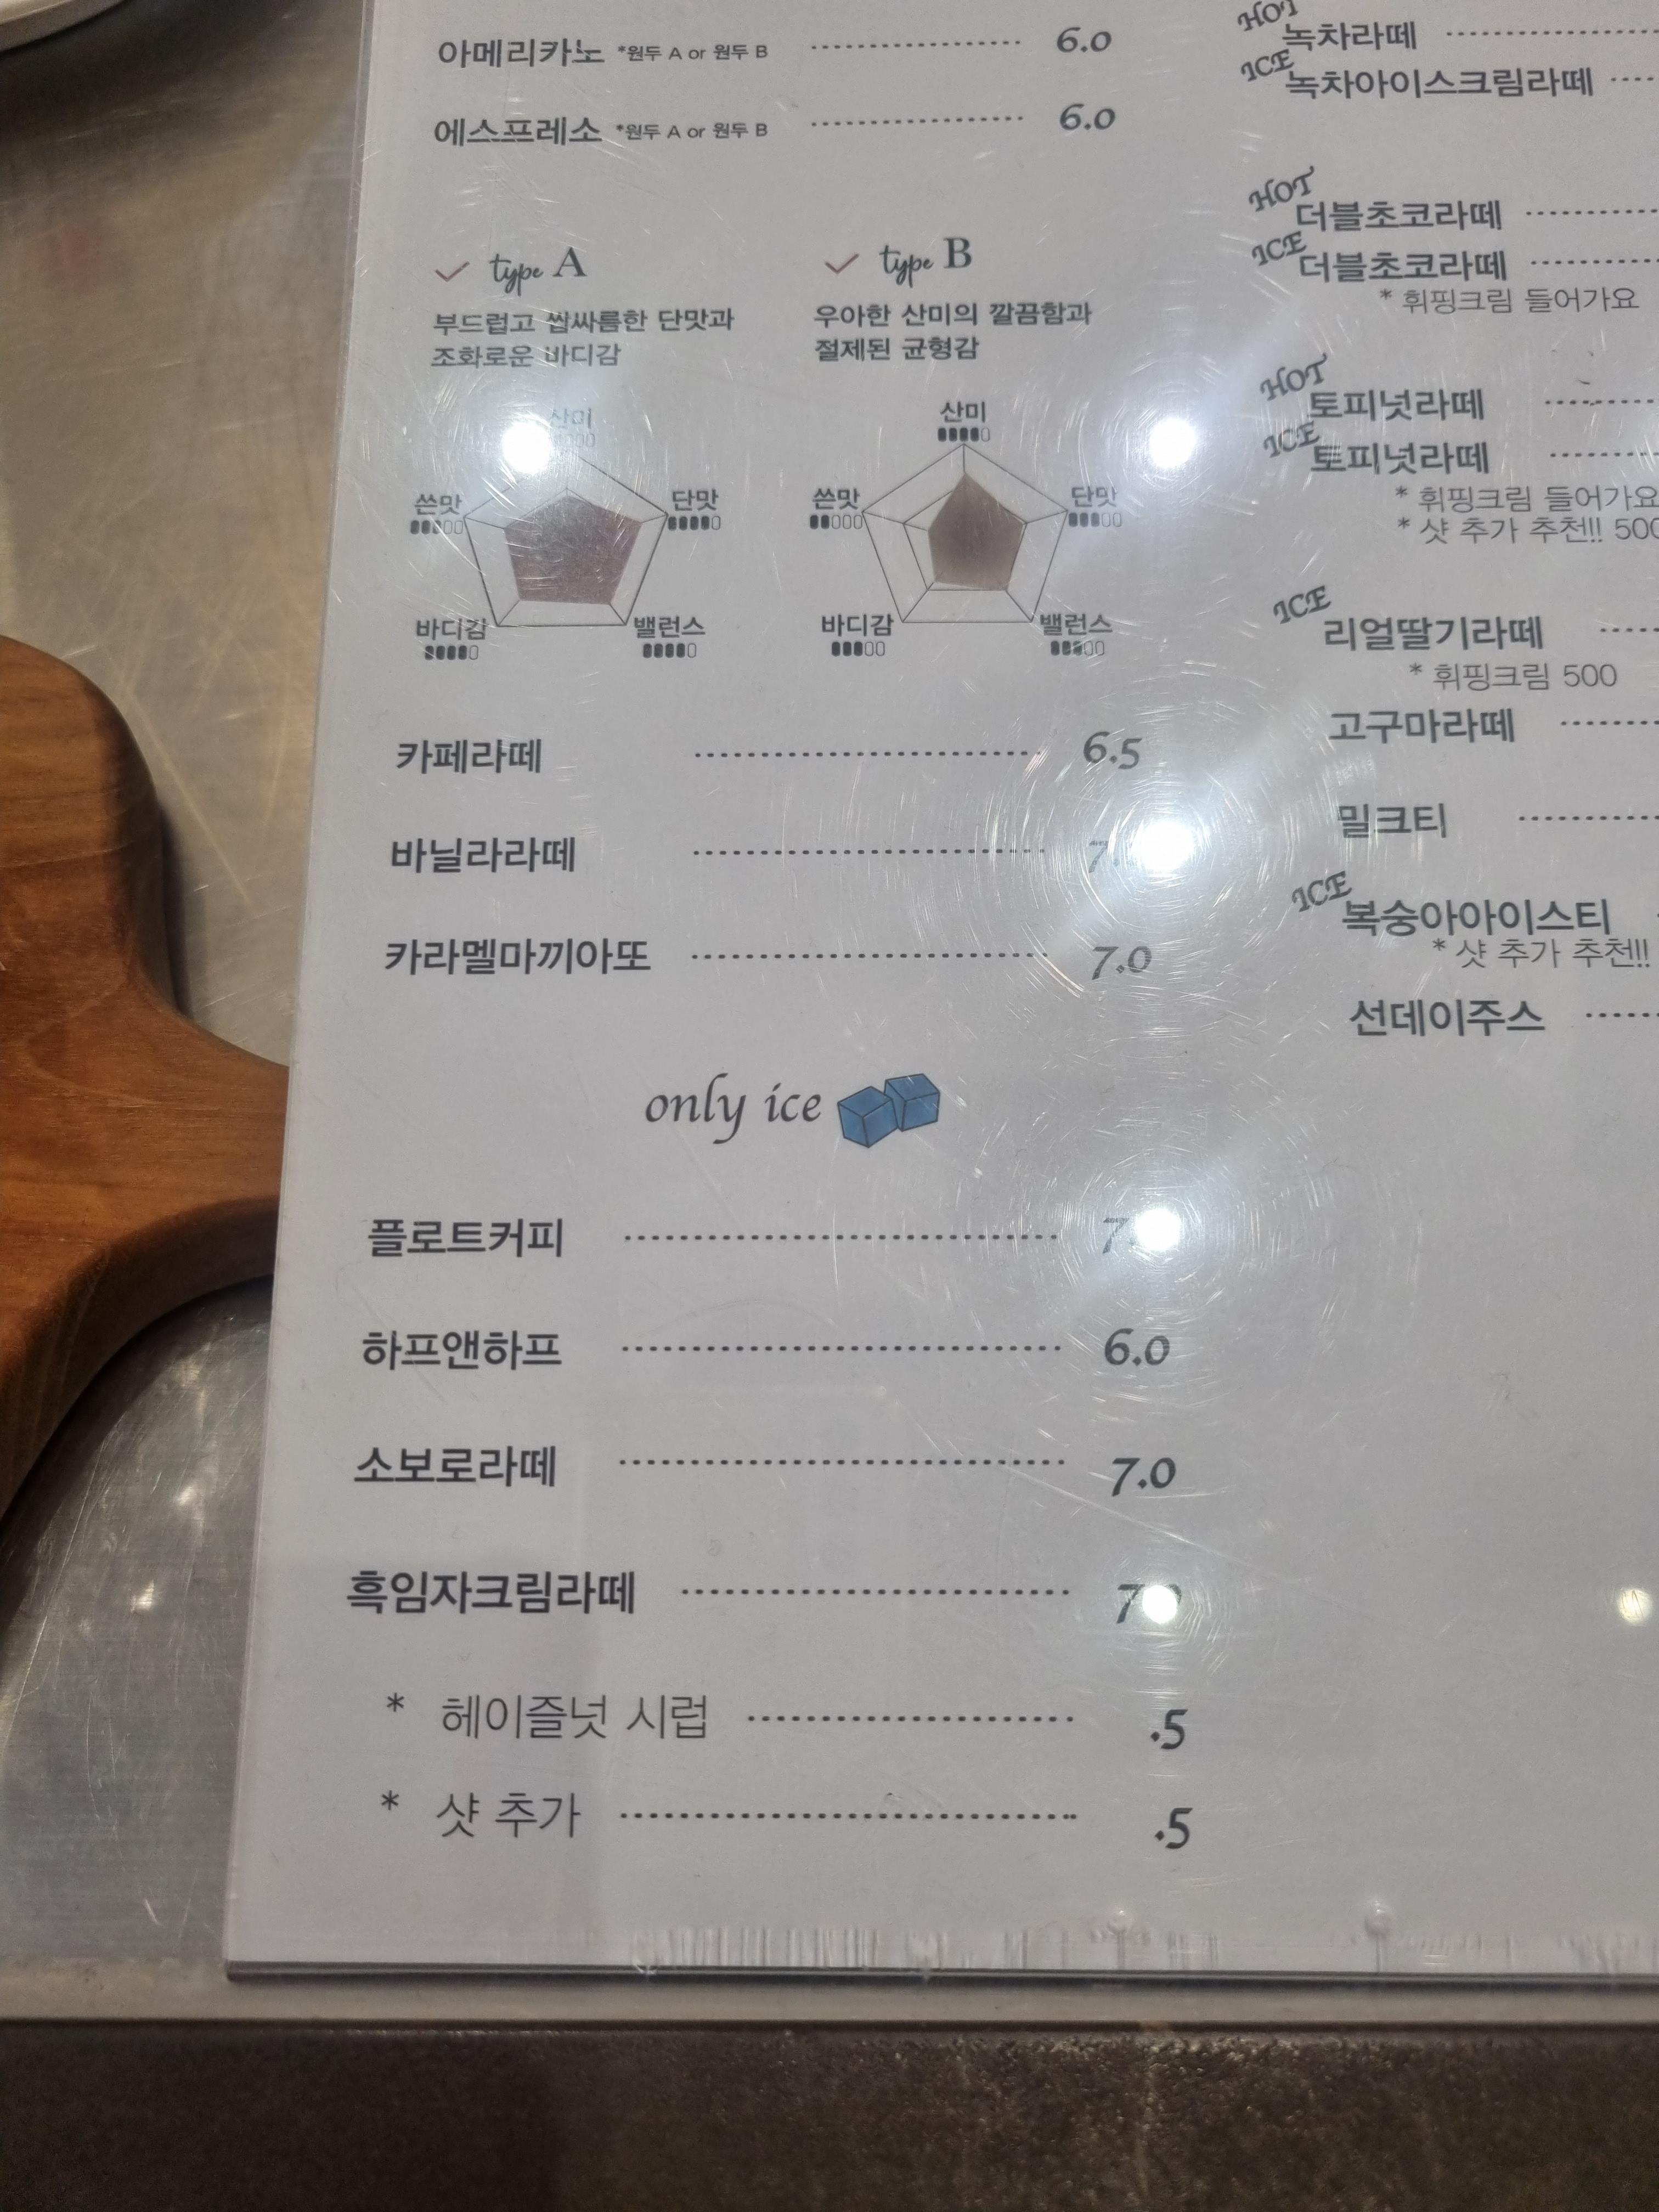 아메리카노 *원두 A or 원두 B 6.0
에스프레소 *원두 A or 원두 B 6.0
type A
부드럽고 씁싸름한 단맛과
조화로운 바디감
산미
쓴맛
단맛
바디감
밸런스
type B
우아한 산미의 깔끔함과
절제된 균형감
산미
쓴맛
단맛
바디감
밸런스
카페라떼 6.5
바닐라라떼
카라멜마끼아또 7.0
only ice
플로트커피
하프앤하프 6.0
소보로라떼 7.0
흑임자크림라떼
* 헤이즐넛 시럽 .5
* 샷 추가 .5
HOT
녹차라떼
ICE
녹차아이스크림라떼
HOT
더블초코라떼
ICE
더블초코라떼
* 휘핑크림 들어가요
HOT
토피넛라떼
ICE
토피넛라떼
* 휘핑크림 들어가요
* 샷 추가 추천!! 500
ICE
리얼딸기라떼
* 휘핑크림 500
고구마라떼
밀크티
ICE
복숭아아이스티
* 샷 추가 추천!!
선데이주스